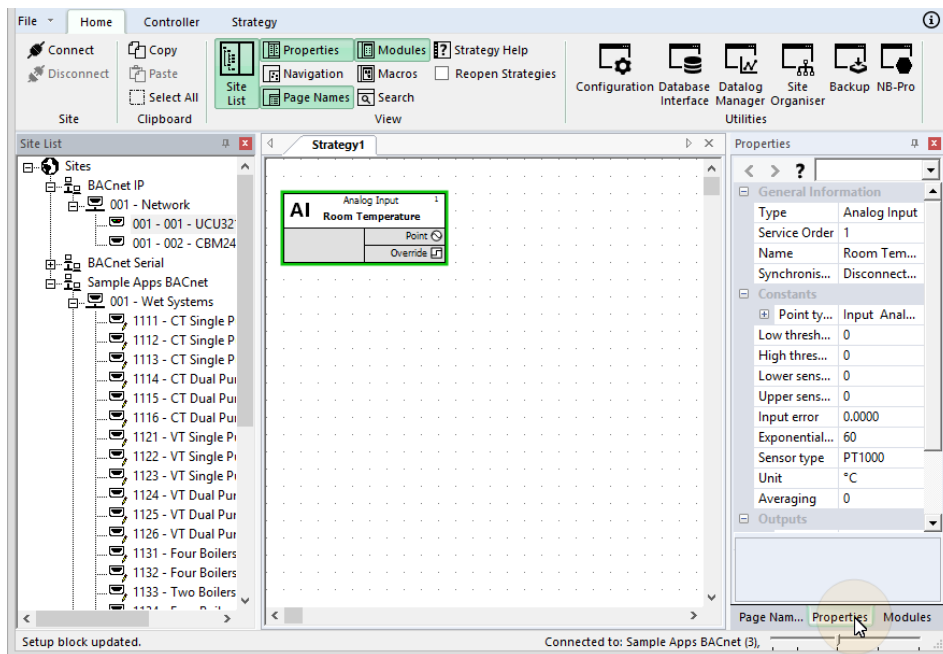 File Home Controller Strategy
Connect Copy Properties Modules ? Strategy Help
Disconnect Paste Navigation Macros Reopen Strategies
Select All Site List Page Names Search
Configuration Database Interface Datalog Manager Site Organiser Backup NB-Pro
Site Clipboard View Utilities
Site List
Strategy1
Properties
Sites
BACnet IP
001 - Network
001 - 001 - UCU32
001 - 002 - CBM24
BACnet Serial
Sample Apps BACnet
001 - Wet Systems
1111 - CT Single P
1112 - CT Single P
1113 - CT Single P
1114 - CT Dual Pu
1115 - CT Dual Pu
1116 - CT Dual Pu
1121 - VT Single P
1122 - VT Single P
1123 - VT Single P
1124 - VT Dual Pur
1125 - VT Dual Pur
1126 - VT Dual Pur
1131 - Four Boilers
1132 - Four Boilers
1133 - Two Boilers
Analog Input 1
AI Room Temperature
Point
Override
?
General Information
Type Analog Input
Service Order 1
Name Room Tem...
Synchronis... Disconnect...
Constants
Point ty... Input Anal...
Low thresh... 0
High thres... 0
Lower sens... 0
Upper sens... 0
Input error 0.0000
Exponential... 60
Sensor type PT1000
Unit °C
Averaging 0
Outputs
Page Nam... Properties Modules
Setup block updated. Connected to: Sample Apps BACnet (3),